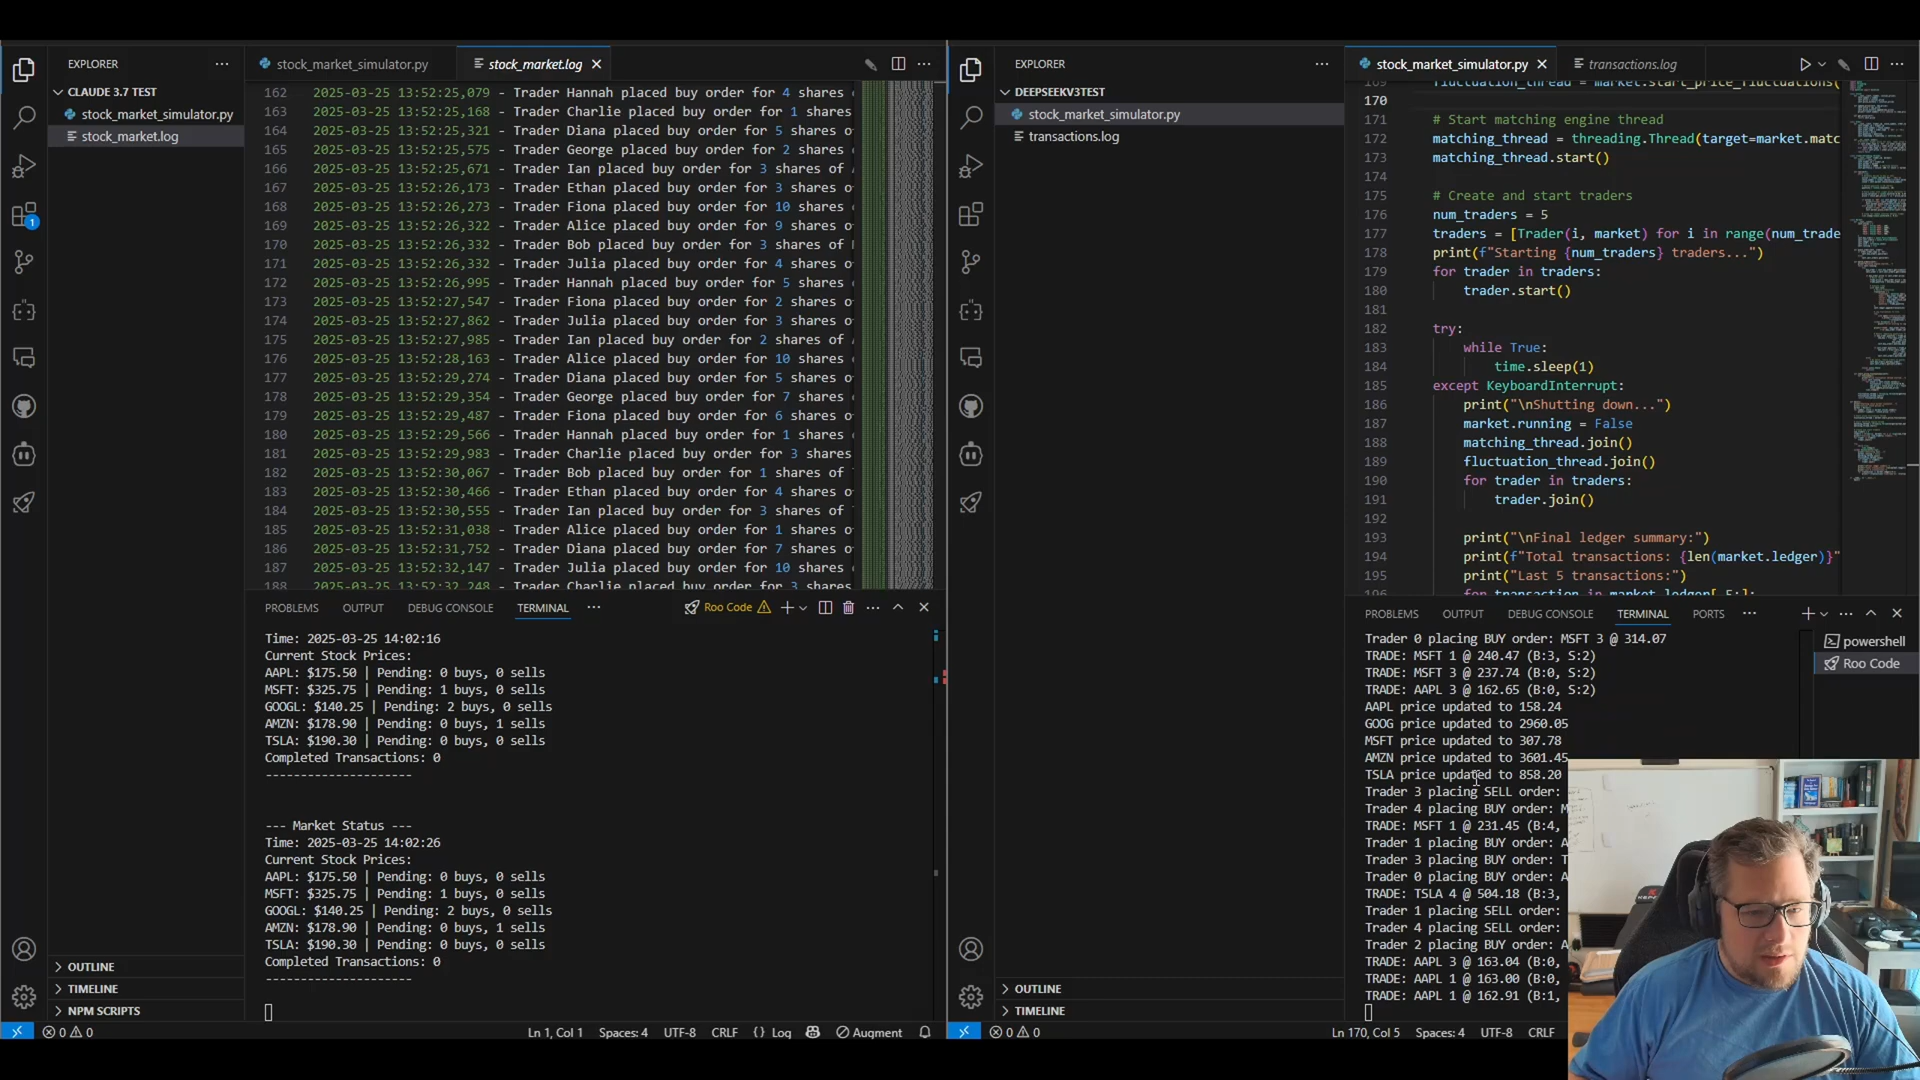 EXPLORER
CLAUDE 3.7 TEST
stock_market_simulator.py
stock_market.log
OUTLINE
TIMELINE
NPM SCRIPTS
1
stock_market_simulator.py
stock_market.log
162 2025-03-25 13:52:25,079 - Trader Hannah placed buy order for 4 shares
163 2025-03-25 13:52:25,168 - Trader Charlie placed buy order for 1 shares
164 2025-03-25 13:52:25,321 - Trader Diana placed buy order for 5 shares
165 2025-03-25 13:52:25,575 - Trader George placed buy order for 2 shares
166 2025-03-25 13:52:25,671 - Trader Ian placed buy order for 3 shares of
167 2025-03-25 13:52:26,173 - Trader Ethan placed buy order for 3 shares
168 2025-03-25 13:52:26,273 - Trader Fiona placed buy order for 10 shares
169 2025-03-25 13:52:26,322 - Trader Alice placed buy order for 9 shares
170 2025-03-25 13:52:26,332 - Trader Bob placed buy order for 3 shares of
171 2025-03-25 13:52:26,332 - Trader Julia placed buy order for 4 shares
172 2025-03-25 13:52:26,995 - Trader Hannah placed buy order for 5 shares
173 2025-03-25 13:52:27,547 - Trader Fiona placed buy order for 2 shares
174 2025-03-25 13:52:27,862 - Trader Julia placed buy order for 3 shares
175 2025-03-25 13:52:27,985 - Trader Ian placed buy order for 2 shares of
176 2025-03-25 13:52:28,163 - Trader Alice placed buy order for 10 shares
177 2025-03-25 13:52:29,274 - Trader Diana placed buy order for 5 shares
178 2025-03-25 13:52:29,354 - Trader George placed buy order for 7 shares
179 2025-03-25 13:52:29,487 - Trader Fiona placed buy order for 6 shares
180 2025-03-25 13:52:29,566 - Trader Hannah placed buy order for 1 shares
181 2025-03-25 13:52:29,983 - Trader Charlie placed buy order for 3 shares
182 2025-03-25 13:52:30,067 - Trader Bob placed buy order for 1 shares of
183 2025-03-25 13:52:30,466 - Trader Ethan placed buy order for 4 shares
184 2025-03-25 13:52:30,555 - Trader Ian placed buy order for 3 shares of
185 2025-03-25 13:52:31,038 - Trader Alice placed buy order for 1 shares
186 2025-03-25 13:52:31,752 - Trader Diana placed buy order for 7 shares
187 2025-03-25 13:52:32,147 - Trader Julia placed buy order for 10 shares
188 2025-03-25 13:52:32,248 - Trader Charlie placed buy order for 3 shares
PROBLEMS OUTPUT DEBUG CONSOLE TERMINAL Roo Code
Time: 2025-03-25 14:02:16
Current Stock Prices:
AAPL: $175.50 | Pending: 0 buys, 0 sells
MSFT: $325.75 | Pending: 1 buys, 0 sells
GOOGL: $140.25 | Pending: 2 buys, 0 sells
AMZN: $178.90 | Pending: 0 buys, 1 sells
TSLA: $190.30 | Pending: 0 buys, 0 sells
Completed Transactions: 0
---------------------
--- Market Status ---
Time: 2025-03-25 14:02:26
Current Stock Prices:
AAPL: $175.50 | Pending: 0 buys, 0 sells
MSFT: $325.75 | Pending: 1 buys, 0 sells
GOOGL: $140.25 | Pending: 2 buys, 0 sells
AMZN: $178.90 | Pending: 0 buys, 1 sells
TSLA: $190.30 | Pending: 0 buys, 0 sells
Completed Transactions: 0
---------------------
0 0 Ln 1, Col 1 Spaces: 4 UTF-8 CRLF {} Log Augment
EXPLORER
DEEPSEEKV3TEST
stock_market_simulator.py
transactions.log
OUTLINE
TIMELINE
stock_market_simulator.py
transactions.log
169 fluctuation_thread = market.start_price_fluctuations(
170
171 # Start matching engine thread
172 matching_thread = threading.Thread(target=market.matc
173 matching_thread.start()
174
175 # Create and start traders
176 num_traders = 5
177 traders = [Trader(i, market) for i in range(num_trade
178 print(f"Starting {num_traders} traders...")
179 for trader in traders:
180 trader.start()
181
182 try:
183 while True:
184 time.sleep(1)
185 except KeyboardInterrupt:
186 print("\nShutting down...")
187 market.running = False
188 matching_thread.join()
189 fluctuation_thread.join()
190 for trader in traders:
191 trader.join()
192
193 print("\nFinal ledger summary:")
194 print(f"Total transactions: {len(market.ledger)}"
195 print("Last 5 transactions:")
for transaction in market.ledger[-5:]:
PROBLEMS OUTPUT DEBUG CONSOLE TERMINAL PORTS
powershell
Roo Code
Trader 0 placing BUY order: MSFT 3 @ 314.07
TRADE: MSFT 1 @ 240.47 (B:3, S:2)
TRADE: MSFT 3 @ 237.74 (B:0, S:2)
TRADE: AAPL 3 @ 162.65 (B:0, S:2)
AAPL price updated to 158.24
GOOG price updated to 2960.05
MSFT price updated to 307.78
AMZN price updated to 3601.45
TSLA price updated to 858.20
Trader 3 placing SELL order:
Trader 4 placing BUY order: M
TRADE: MSFT 1 @ 231.45 (B:4,
Trader 1 placing BUY order: A
Trader 3 placing BUY order: T
Trader 0 placing BUY order: A
TRADE: TSLA 4 @ 504.18 (B:3,
Trader 1 placing SELL order:
Trader 4 placing SELL order:
Trader 2 placing BUY order: A
TRADE: AAPL 3 @ 163.04 (B:0,
TRADE: AAPL 1 @ 163.00 (B:0,
TRADE: AAPL 1 @ 162.91 (B:1,
0 0 Ln 170, Col 5 Spaces: 4 UTF-8 CRLF